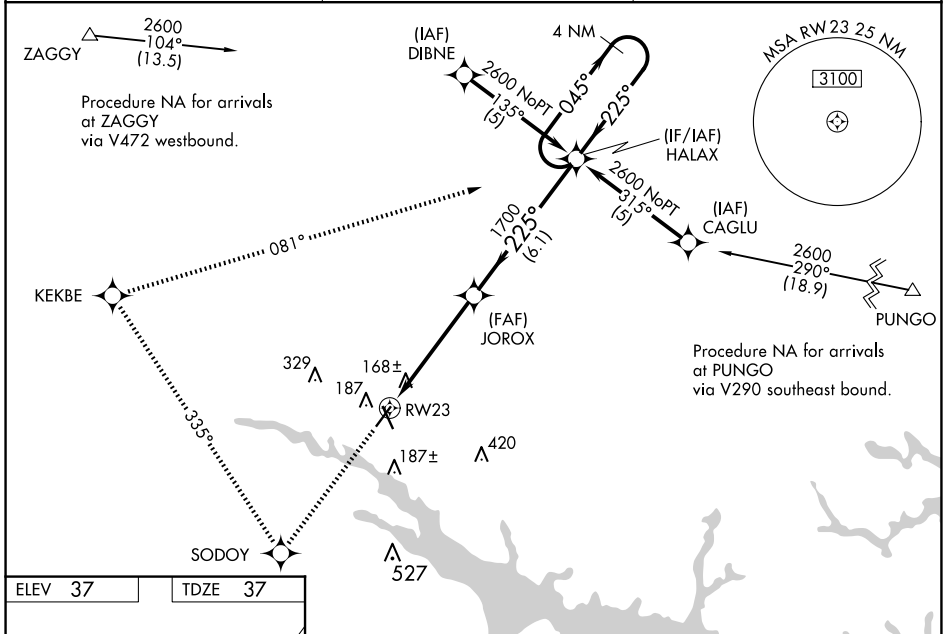 ZAGGY
2600
104°
(13.5)
Procedure NA for arrivals
at ZAGGY
via V472 westbound.
(IAF)
DIBNE
2600 NoPT
135°
(5)
4 NM
045°
225°
(IF/IAF)
HALAX
MSA RW23 25 NM
3100
2600 NoPT
315°
(5)
(IAF)
CAGLU
2600
290°
(18.9)
PUNGO
Procedure NA for arrivals
at PUNGO
via V290 southeast bound.
1700
225°
(6.1)
081°
KEKBE
(FAF)
JOROX
329
168±
187
RW23
187±
420
335°
SODOY
527
ELEV 37
TDZE 37